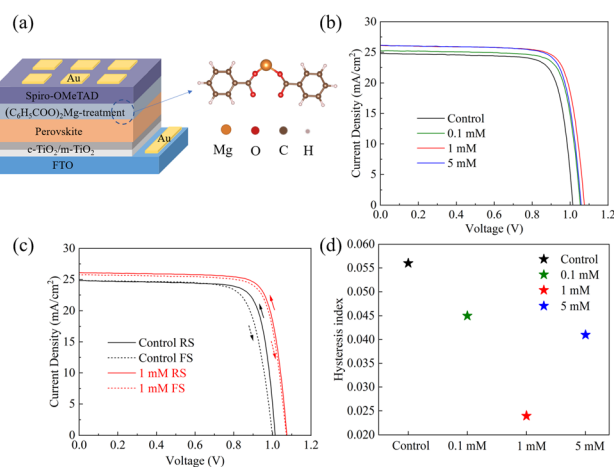 (a)
Au
Spiro-OMeTAD
(C6H5COO)2Mg-treatment
Perovskite
c-TiO2/m-TiO2
FTO
Au
Mg O C H
(b)
Current Density (mA/cm2)
30
25
20
15
10
5
0
Control
0.1 mM
1 mM
5 mM
0.0 0.2 0.4 0.6 0.8 1.0 1.2
Voltage (V)
(c)
Current Density (mA/cm2)
30
25
20
15
10
5
0
Control RS
Control FS
1 mM RS
1 mM FS
0.0 0.2 0.4 0.6 0.8 1.0 1.2
Voltage (V)
(d)
Hysteresis index
0.060
0.055
0.050
0.045
0.040
0.035
0.030
0.025
0.020
Control
0.1 mM
1 mM
5 mM
Control 0.1 mM 1 mM 5 mM